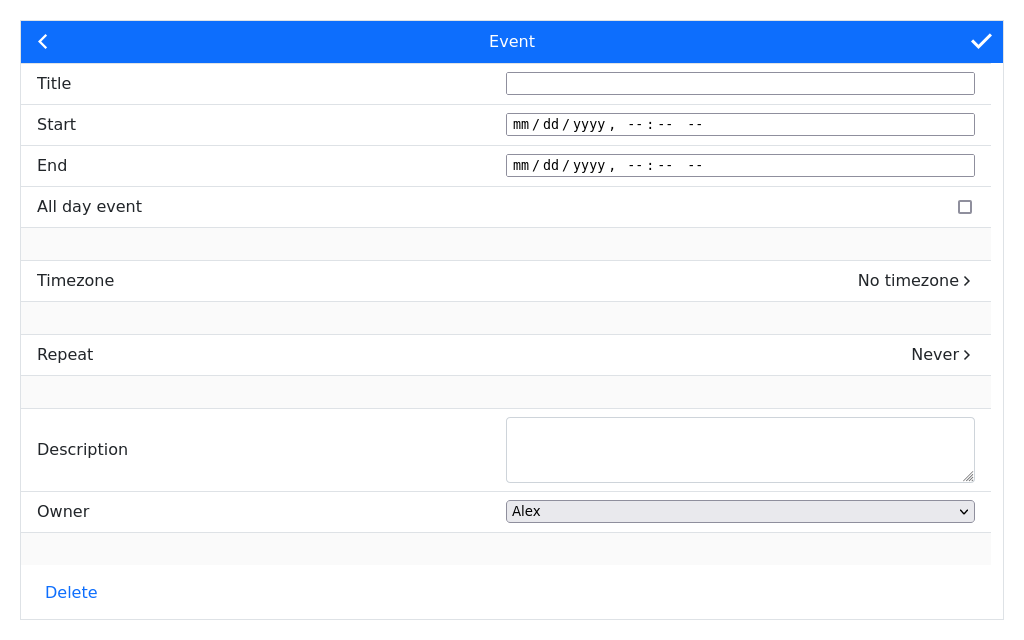 Event
Title
Start mm/dd/yyyy, --:-- --
End mm/dd/yyyy, --:-- --
All day event
Timezone No timezone
Repeat Never
Description
Owner Alex
Delete